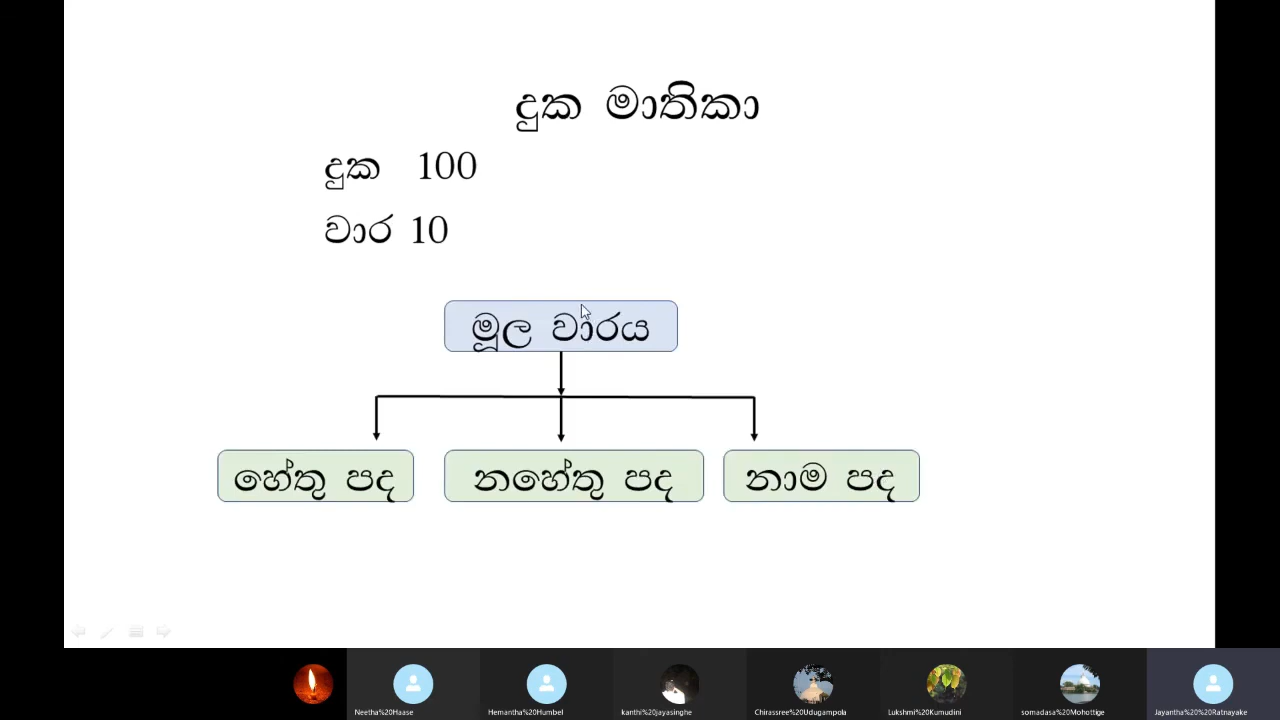 දුක මාතිකා
දුක 100
වාර 10
මූල වාරය
හේතු පද නහේතු පද නාම පද
Neetha%20Haase Hemantha%20Humbel kanthi%20jayasinghe Chirassree%20Udugampola Lukshmi%20Kumudini somadasa%20Mohottige Jayantha%20%20Ratnayake